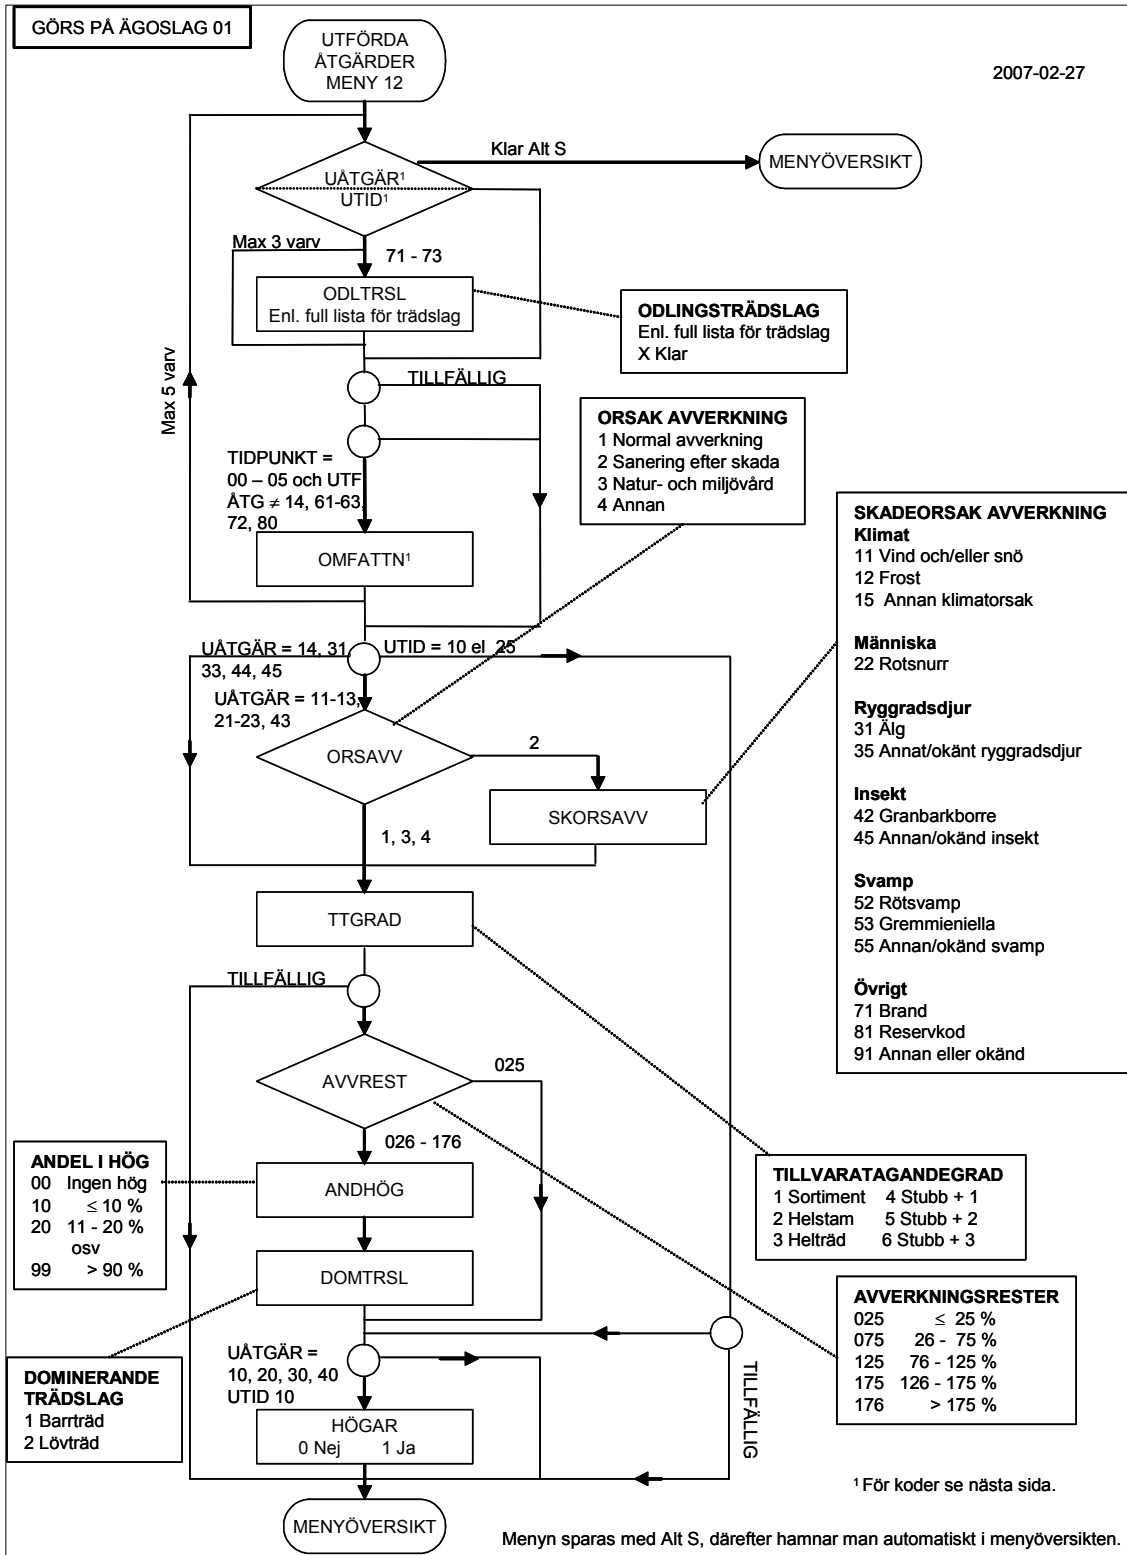 GÖRS PÅ ÄGOSLAG 01
UTFÖRDA
ÅTGÄRDER
MENY 12
2007-02-27
Klar Alt S
MENYÖVERSIKT
UÅTGÄR¹
UTID¹
Max 3 varv
71 - 73
ODLTRSL
Enl. full lista för trädslag
ODLINGSTRÄDSLAG
Enl. full lista för trädslag
X Klar
Max 5 varv
TILLFÄLLIG
ORSAK AVVERKNING
1 Normal avverkning
2 Sanering efter skada
3 Natur- och miljövård
4 Annan
TIDPUNKT =
00 – 05 och UTF
ÅTG ≠ 14, 61-63,
72, 80
OMFATTN¹
SKADEORSAK AVVERKNING
Klimat
11 Vind och/eller snö
12 Frost
15 Annan klimatorsak
Människa
22 Rotsnurr
Ryggradsdjur
31 Älg
35 Annat/okänt ryggradsdjur
Insekt
42 Granbarkborre
45 Annan/okänd insekt
Svamp
52 Rötsvamp
53 Gremmieniella
55 Annan/okänd svamp
Övrigt
71 Brand
81 Reservkod
91 Annan eller okänd
UÅTGÄR = 14, 31
33, 44, 45
UTID = 10 el 25
UÅTGÄR = 11-13,
21-23, 43
ORSAVV
2
SKORSAVV
1, 3, 4
TTGRAD
TILLFÄLLIG
AVVREST
025
026 - 176
ANDEL I HÖG
00 Ingen hög
10 ≤ 10 %
20 11 - 20 %
osv
99 > 90 %
ANDHÖG
DOMTRSL
TILLVARATAGANDEGRAD
1 Sortiment 4 Stubb + 1
2 Helstam 5 Stubb + 2
3 Helträd 6 Stubb + 3
AVVERKNINGSRESTER
025 ≤ 25 %
075 26 - 75 %
125 76 - 125 %
175 126 - 175 %
176 > 175 %
DOMINERANDE
TRÄDSLAG
1 Barrträd
2 Lövträd
UÅTGÄR =
10, 20, 30, 40
UTID 10
TILLFÄLLIG
HÖGAR
0 Nej 1 Ja
¹ För koder se nästa sida.
MENYÖVERSIKT
Menyn sparas med Alt S, därefter hamnar man automatiskt i menyöversikten.